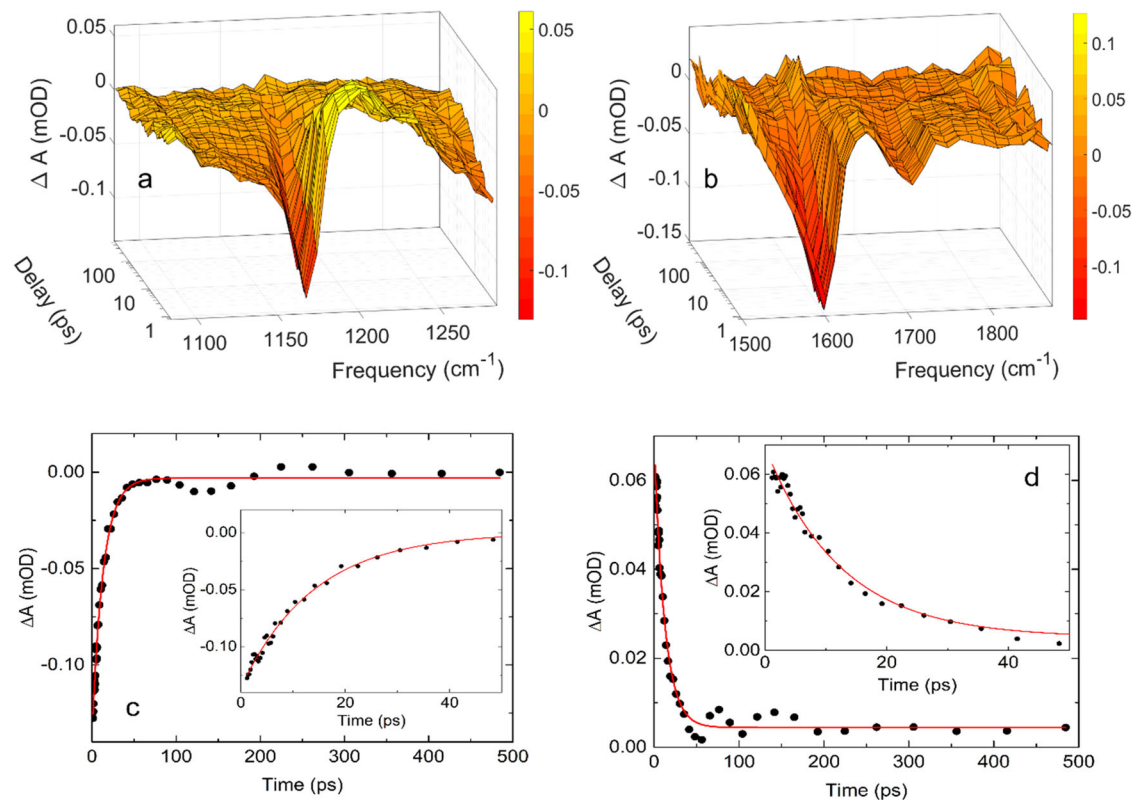 0.05
0
-0.05
-0.1
Δ A (mOD)
a
100
10
1
Delay (ps)
1100
1150
1200
1250
Frequency (cm-1)
0.05
0
-0.05
-0.1
0
-0.05
-0.1
-0.15
Δ A (mOD)
b
100
10
1
Delay (ps)
1500
1600
1700
1800
Frequency (cm-1)
0.1
0.05
0
-0.05
-0.1
0.00
-0.05
-0.10
ΔA (mOD)
c
0 100 200 300 400 500
Time (ps)
0.00
-0.05
-0.10
ΔA (mOD)
0 20 40
Time (ps)
0.06
0.04
0.02
0.00
ΔA (mOD)
d
0 100 200 300 400 500
Time (ps)
0.06
0.04
0.02
0.00
ΔA (mOD)
0 20 40
Time (ps)